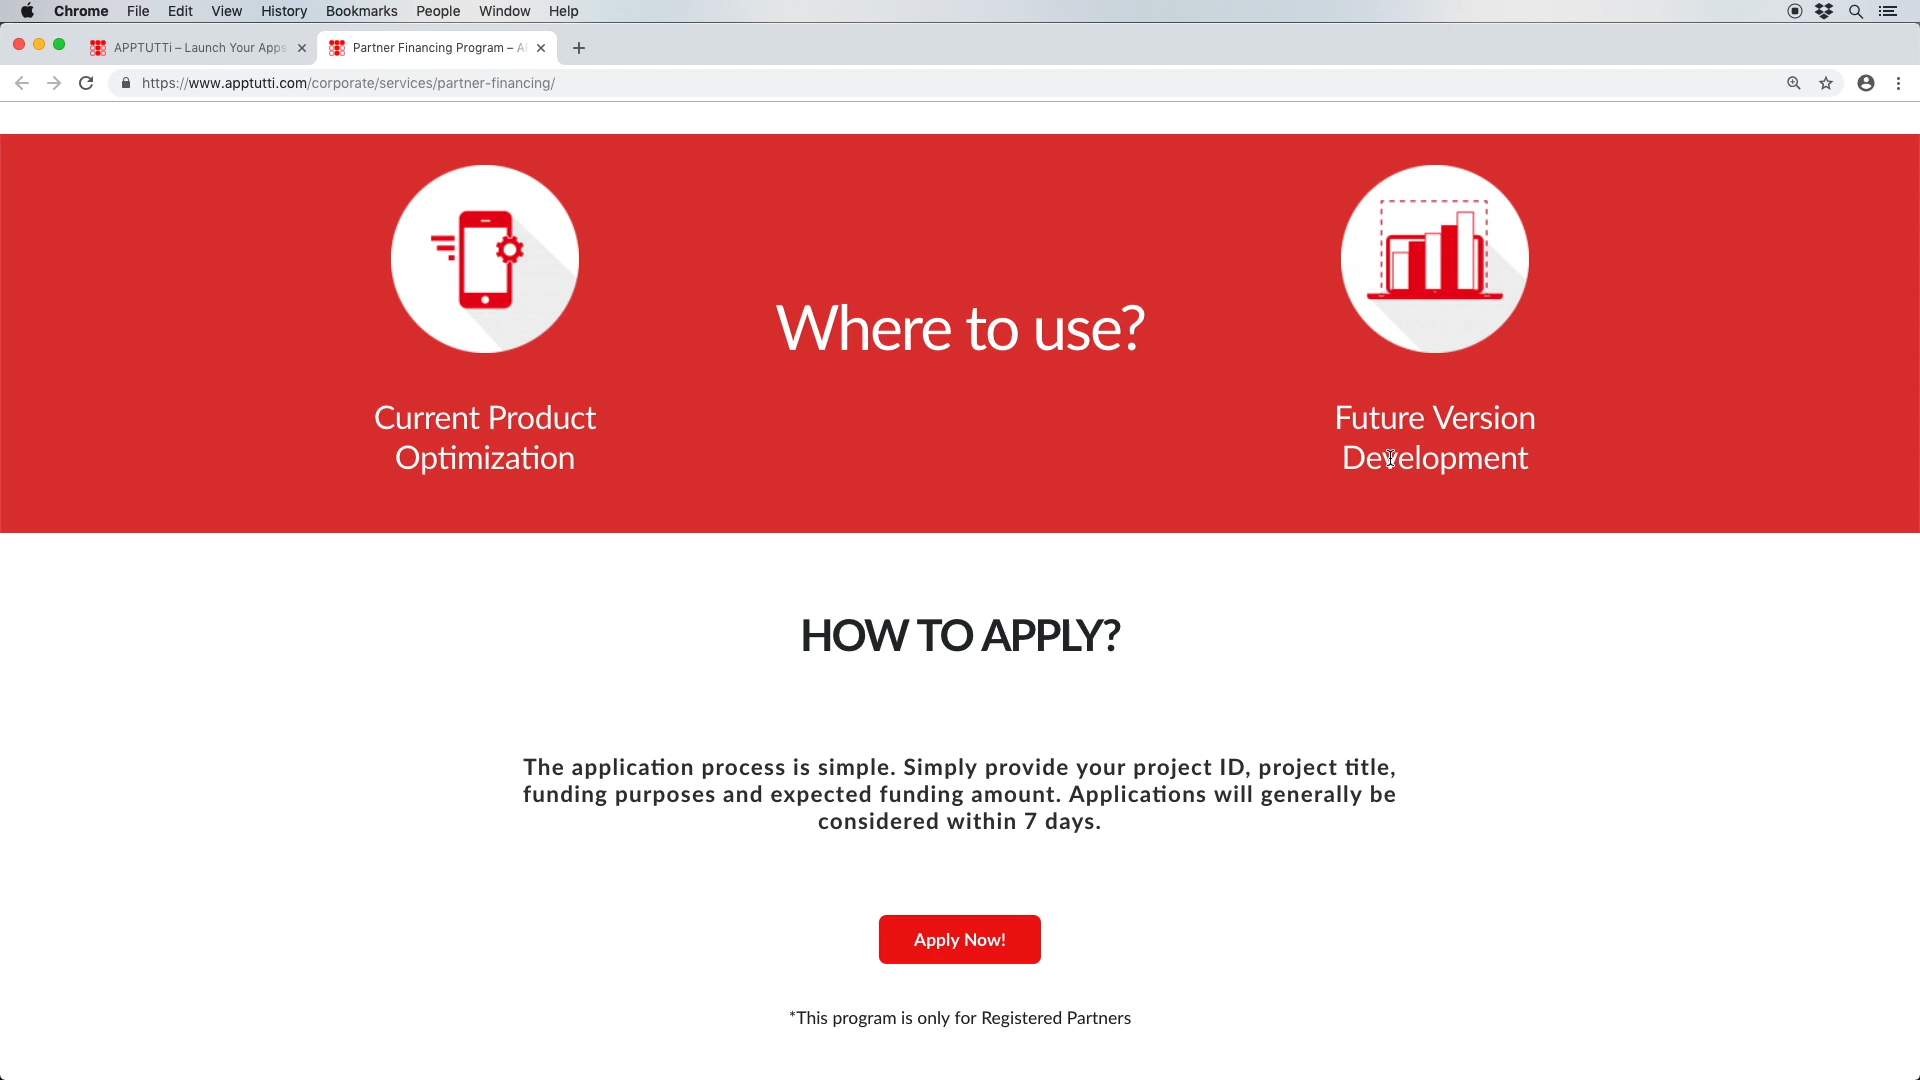 Chrome File Edit View History Bookmarks People Window Help
APPTUTTi – Launch Your Apps
Partner Financing Program – A
https://www.apptutti.com/corporate/services/partner-financing/
Where to use?
Current Product
Optimization
Future Version
Development
HOW TO APPLY?
The application process is simple. Simply provide your project ID, project title,
funding purposes and expected funding amount. Applications will generally be
considered within 7 days.
Apply Now!
*This program is only for Registered Partners